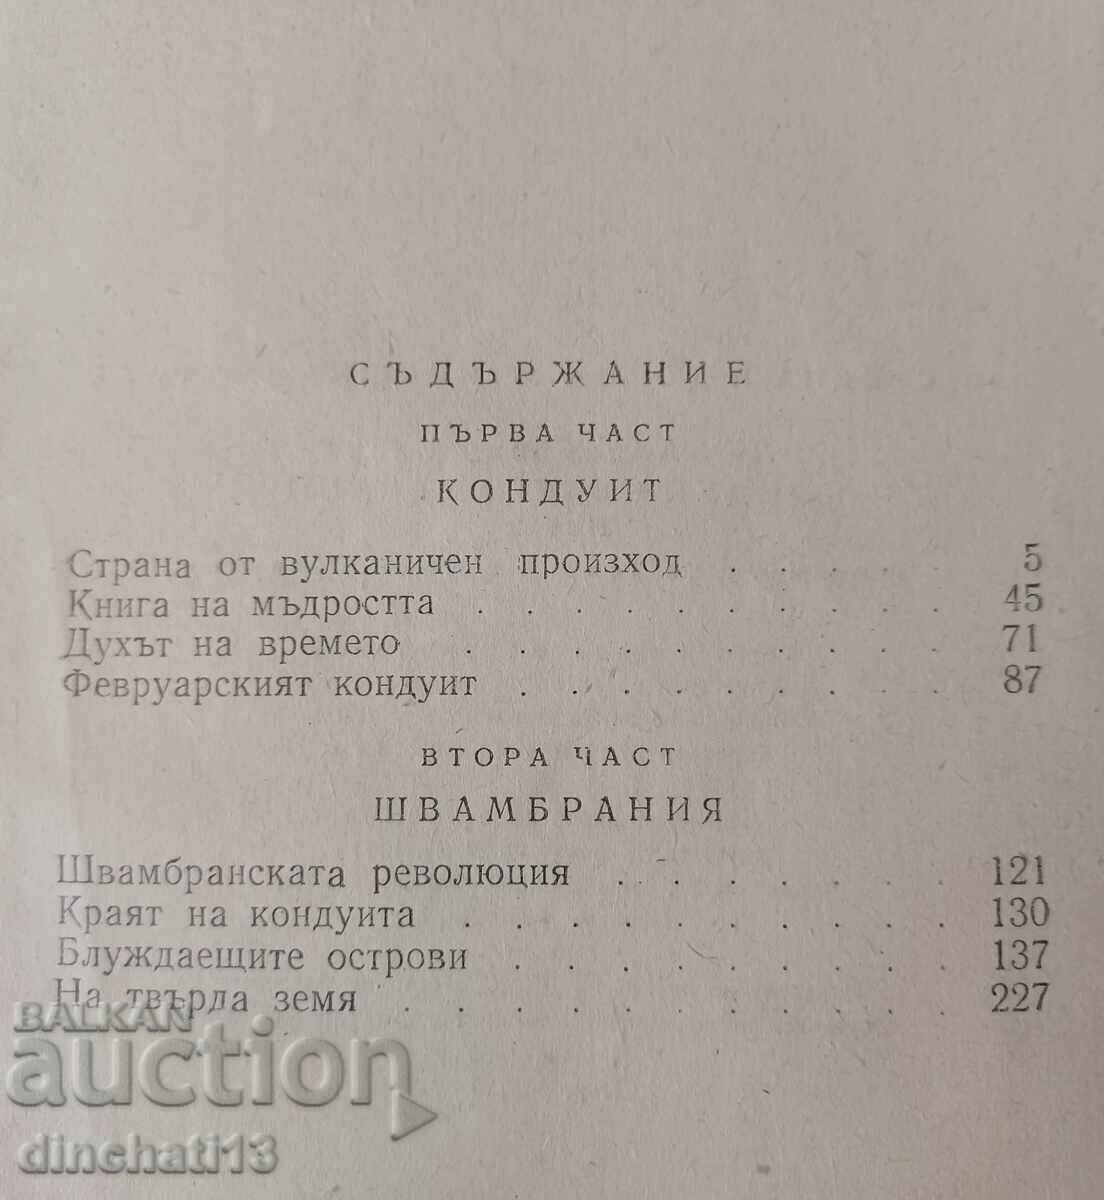 СЪДЪРЖАНИЕ
ПЪРВА ЧАСТ
КОНДУИТ
Страна от вулканичен произход . . . . . 5
Книга на мъдростта . . . . . . . . . 45
Духът на времето . . . . . . . . . 71
Февруарският кондуит . . . . . . . . 87
ВТОРА ЧАСТ
ШВАМБРАНИЯ
Швамбранската революция . . . . . . . 121
Краят на кондуита . . . . . . . . . 130
Блуждаещите острови . . . . . . . . 137
На твърда земя . . . . . . . . . . 227
BALKAN
auction
dinchati13